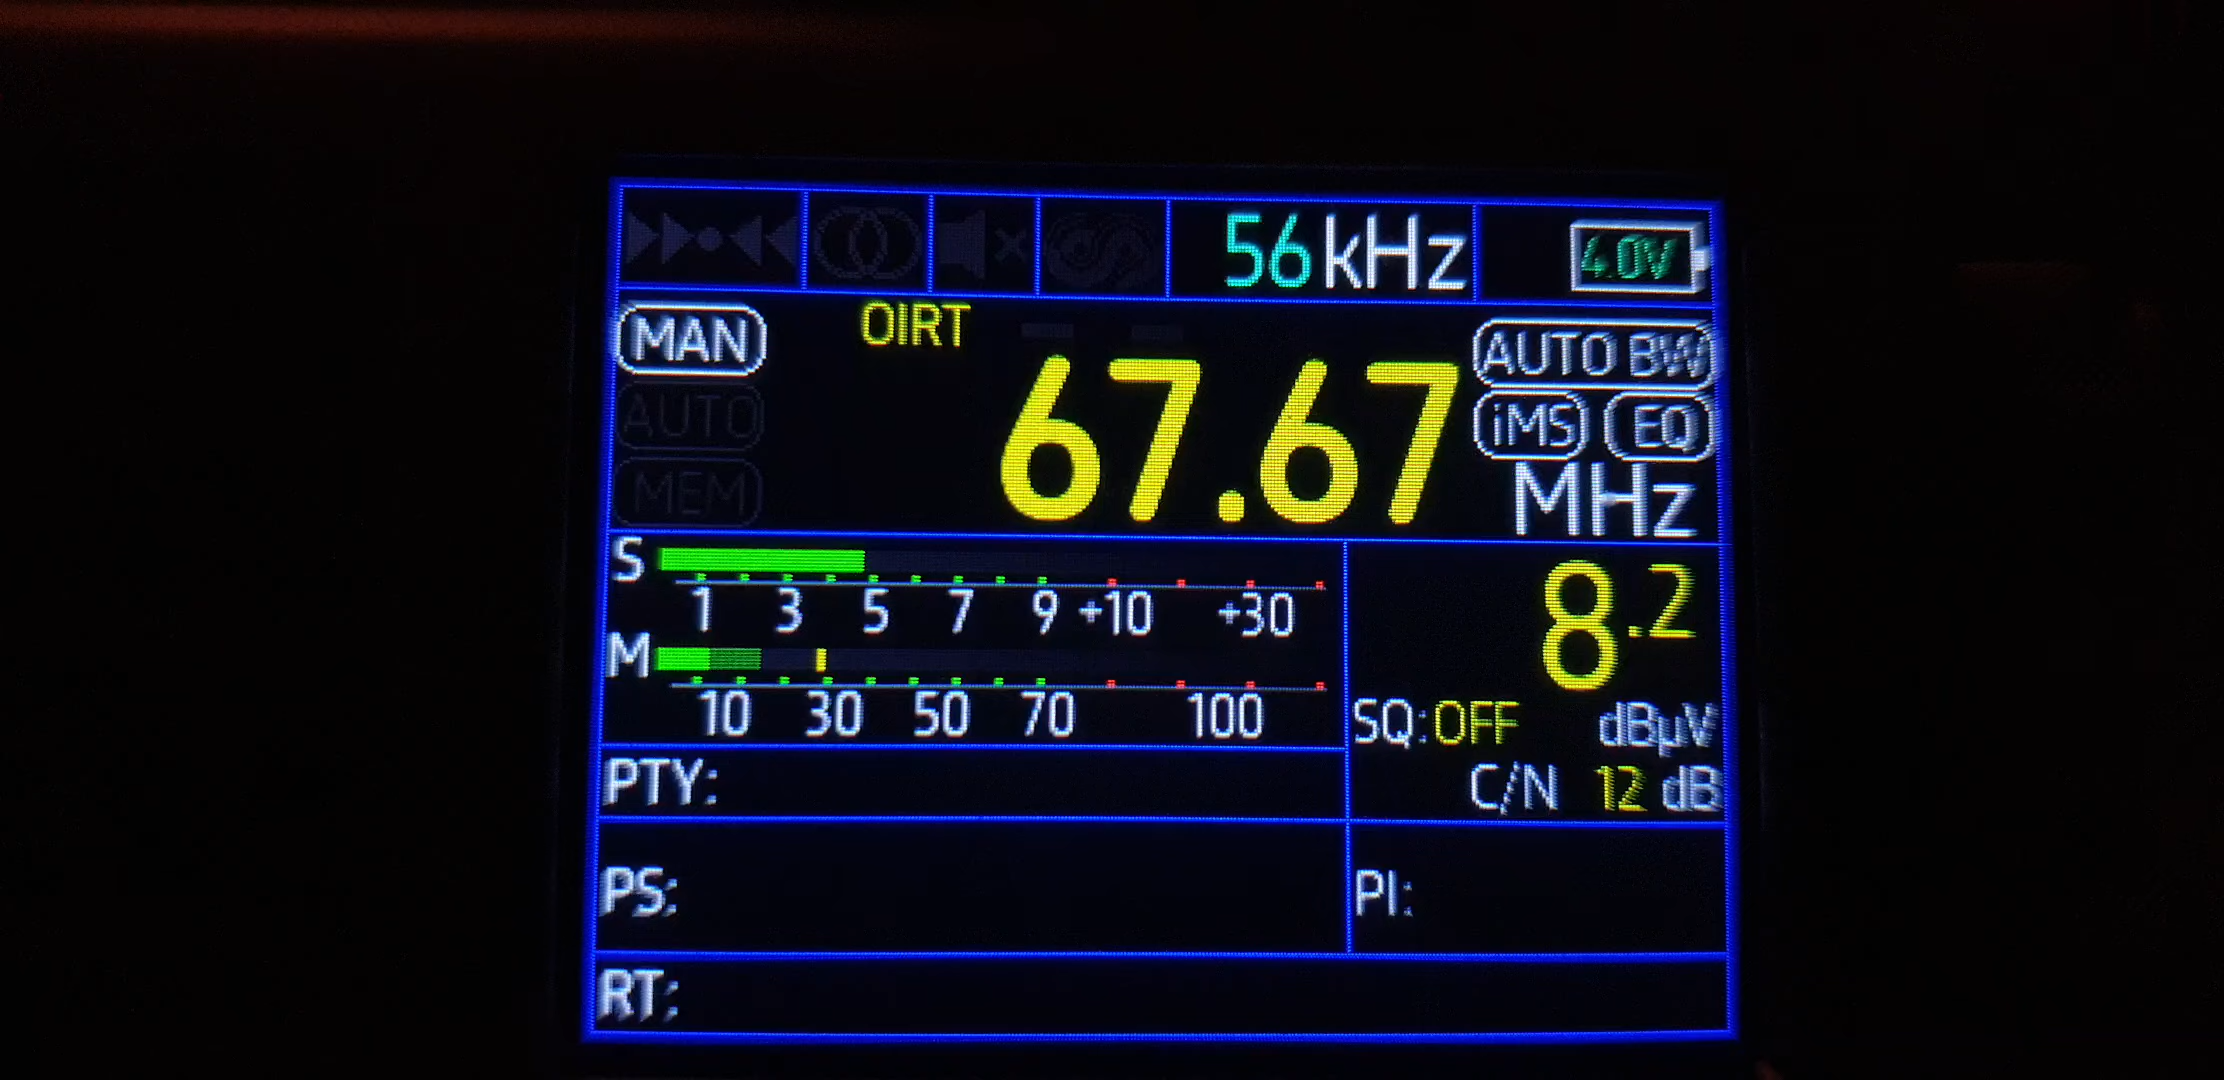 56 kHz 4.0V
MAN OIRT AUTO BW
67.67
AUTO iMS EQ
MEM MHz
S
1 3 5 7 9 +10 +30
8.2
M
10 30 50 70 100
SQ:OFF dBµV
PTY: C/N 12 dB
PS: PI:
RT: